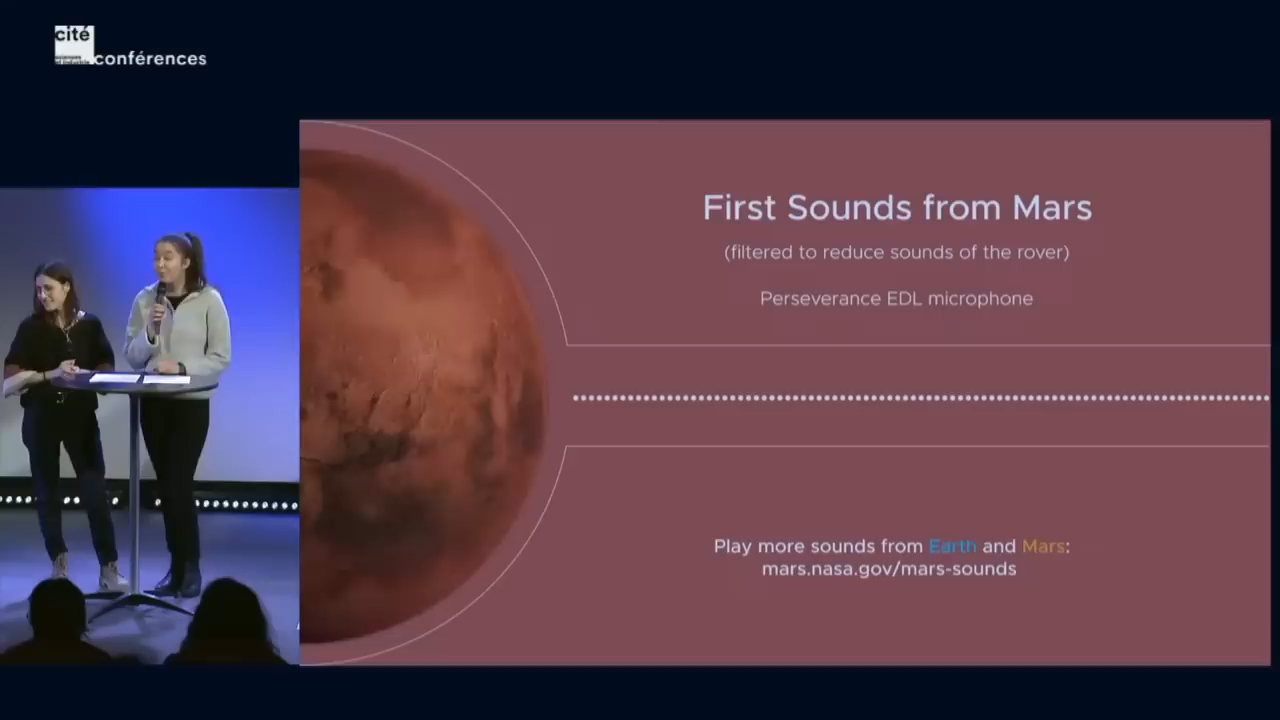 cité
conférences
First Sounds from Mars
(filtered to reduce sounds of the rover)
Perseverance EDL microphone
Play more sounds from Earth and Mars:
mars.nasa.gov/mars-sounds